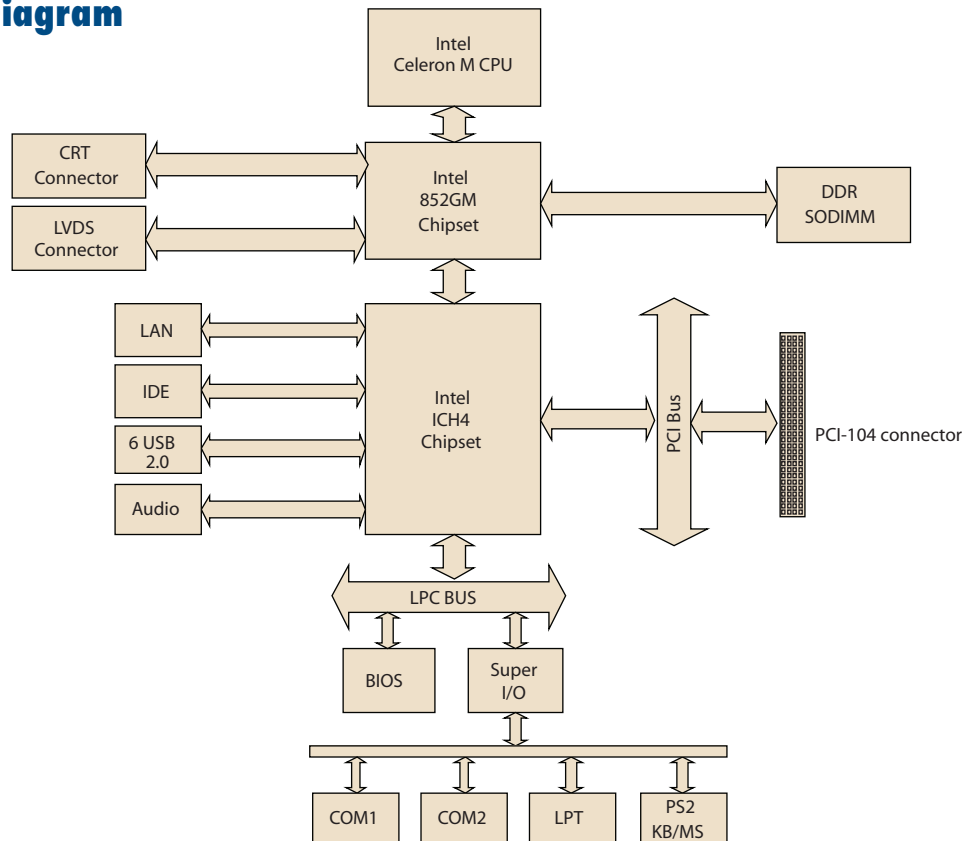 iagram
Intel
Celeron M CPU
CRT
Connector
Intel
852GM
Chipset
DDR
SODIMM
LVDS
Connector
LAN
IDE
6 USB
2.0
Audio
Intel
ICH4
Chipset
PCI Bus
PCI-104 connector
LPC BUS
BIOS
Super
I/O
COM1
COM2
LPT
PS2
KB/MS